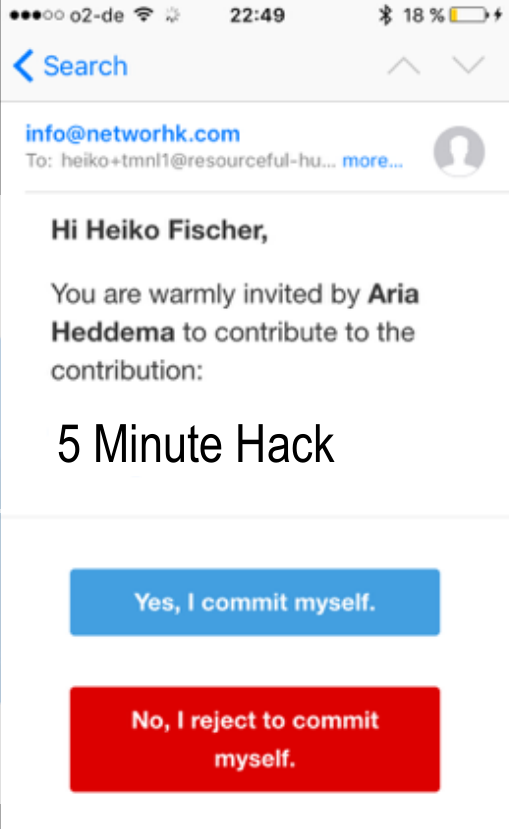 o2-de 22:49 18 %
Search
info@networhk.com
To: heiko+tmnl1@resourceful-hu... more...
Hi Heiko Fischer,
You are warmly invited by Aria
Heddema to contribute to the
contribution:
5 Minute Hack
Yes, I commit myself.
No, I reject to commit
myself.